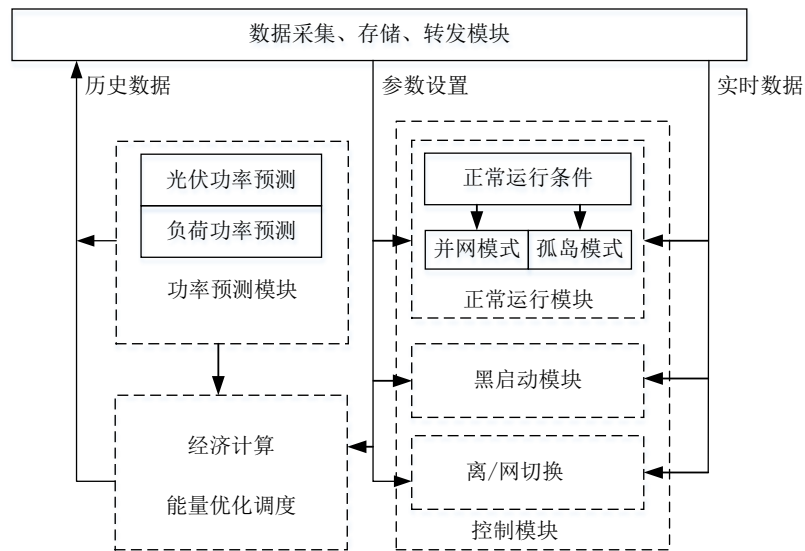 数据采集、存储、转发模块
历史数据
参数设置
实时数据
光伏功率预测
负荷功率预测
功率预测模块
正常运行条件
并网模式
孤岛模式
正常运行模块
黑启动模块
经济计算
能量优化调度
离/网切换
控制模块